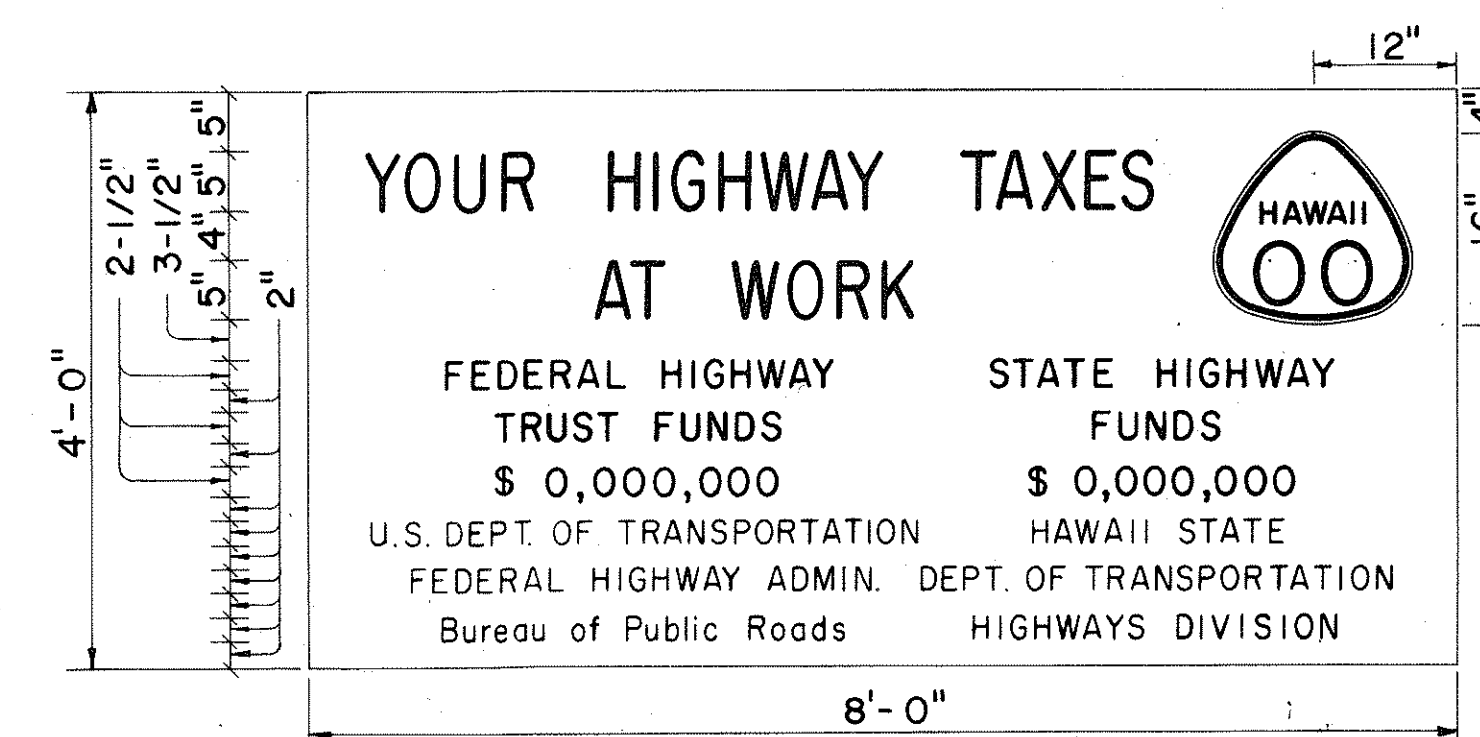 12"
4"
5"
5"
4"
5"
2-1/2"
3-1/2"
2"
4'-0"
YOUR HIGHWAY TAXES
AT WORK
HAWAII
00
FEDERAL HIGHWAY
TRUST FUNDS
$ 0,000,000
U.S. DEPT. OF TRANSPORTATION
FEDERAL HIGHWAY ADMIN.
Bureau of Public Roads
STATE HIGHWAY
FUNDS
$ 0,000,000
HAWAII STATE
DEPT. OF TRANSPORTATION
HIGHWAYS DIVISION
8'-0"